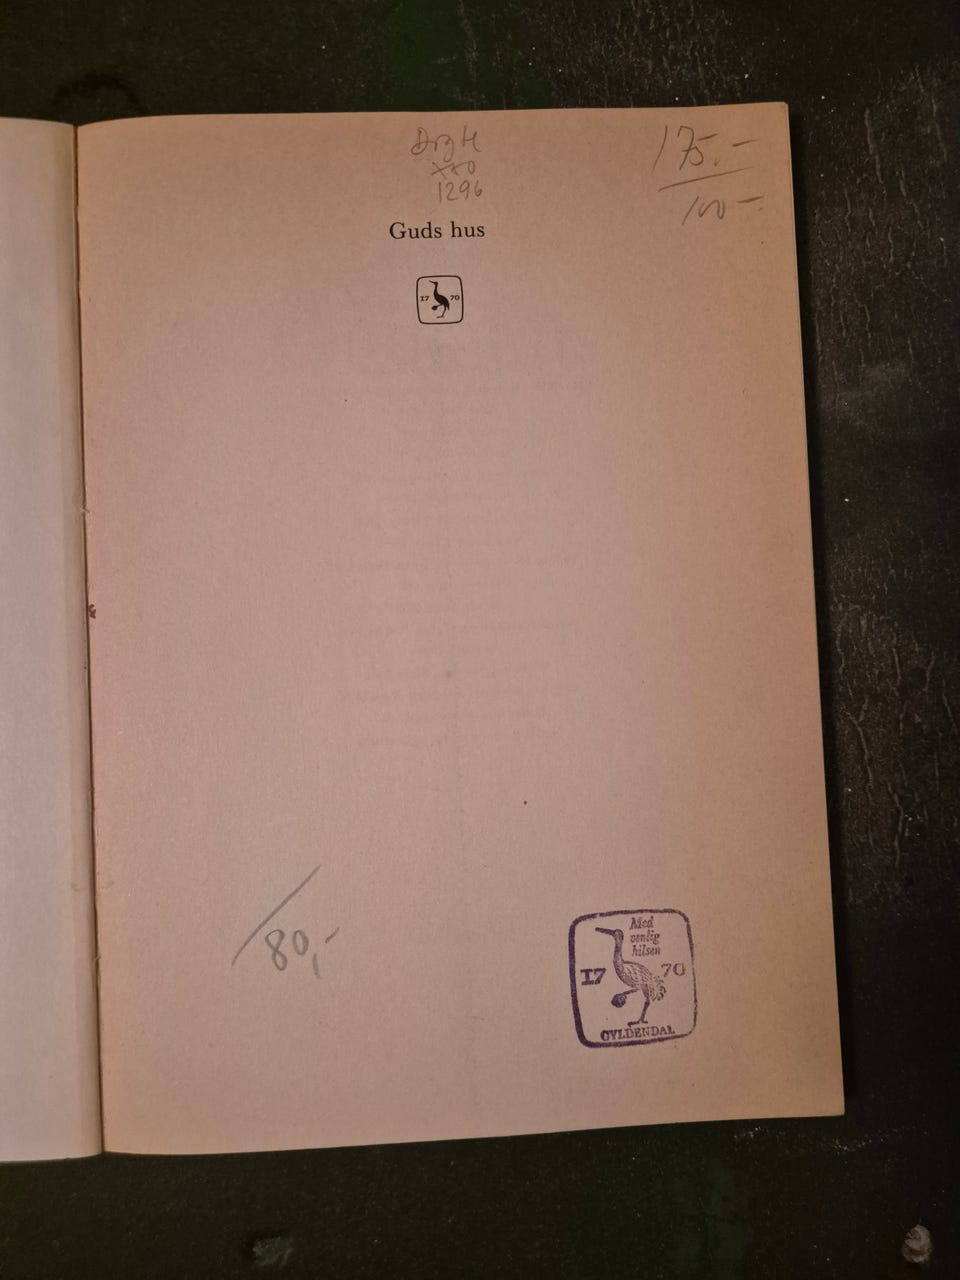 175.-
1296
100-
Guds hus
17 70
80,-
Med
venlig
hilsen
17 70
GYLDENDAL